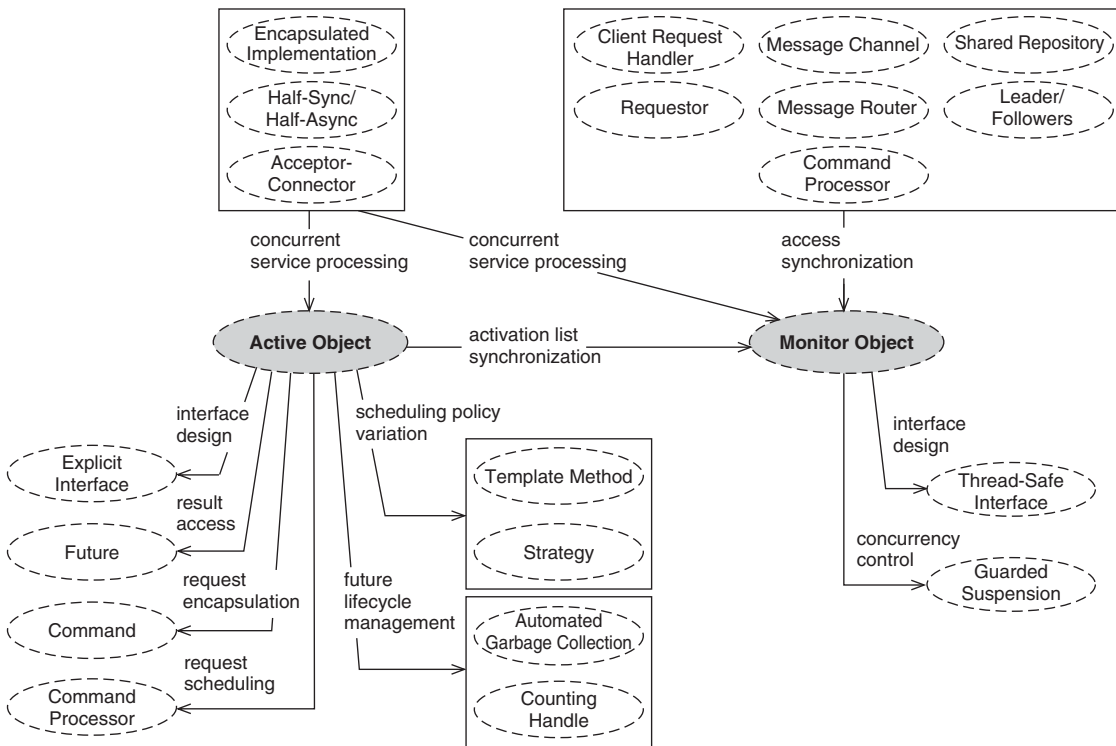 Encapsulated
Implementation
Half-Sync/
Half-Async
Acceptor-
Connector
Client Request
Handler
Message Channel
Shared Repository
Requestor
Message Router
Leader/
Followers
Command
Processor
concurrent
service processing
concurrent
service processing
access
synchronization
Active Object
activation list
synchronization
Monitor Object
interface
design
scheduling policy
variation
interface
design
Explicit
Interface
Template Method
Thread-Safe
Interface
result
access
Future
Strategy
concurrency
control
request
encapsulation
future
lifecycle
management
Guarded
Suspension
Command
Automated
Garbage Collection
request
scheduling
Command
Processor
Counting
Handle